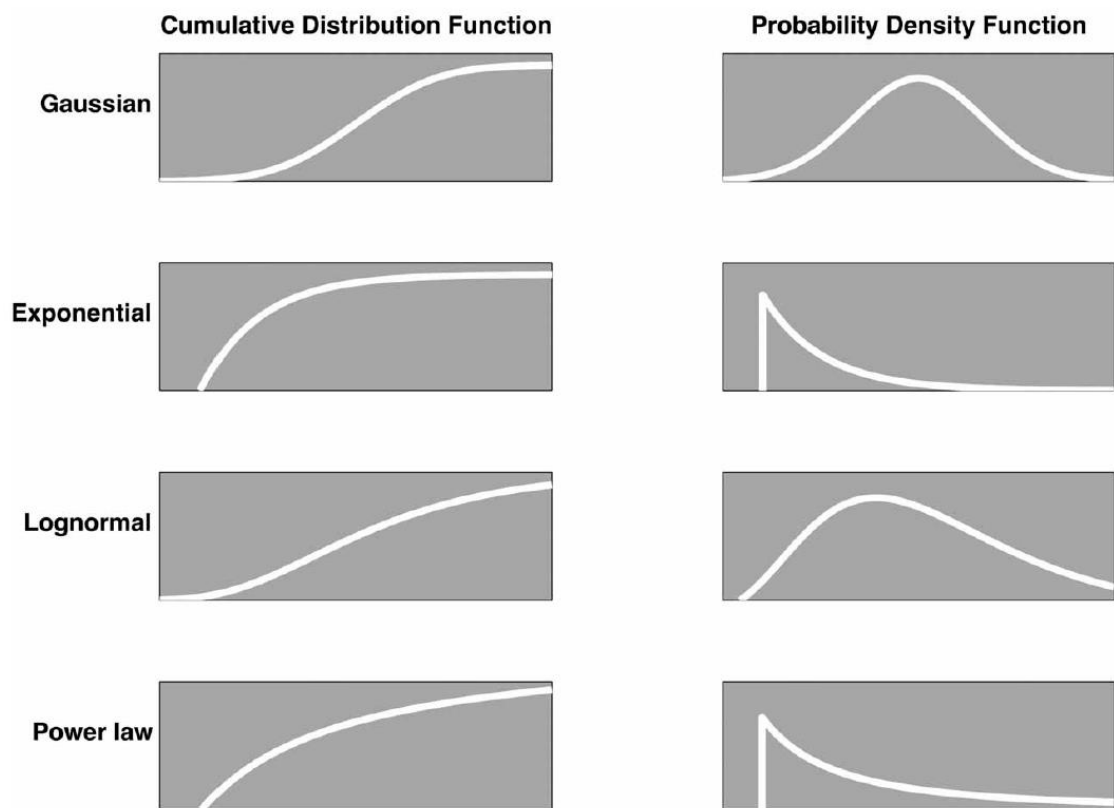 Cumulative Distribution Function
Probability Density Function
Gaussian
Exponential
Lognormal
Power law